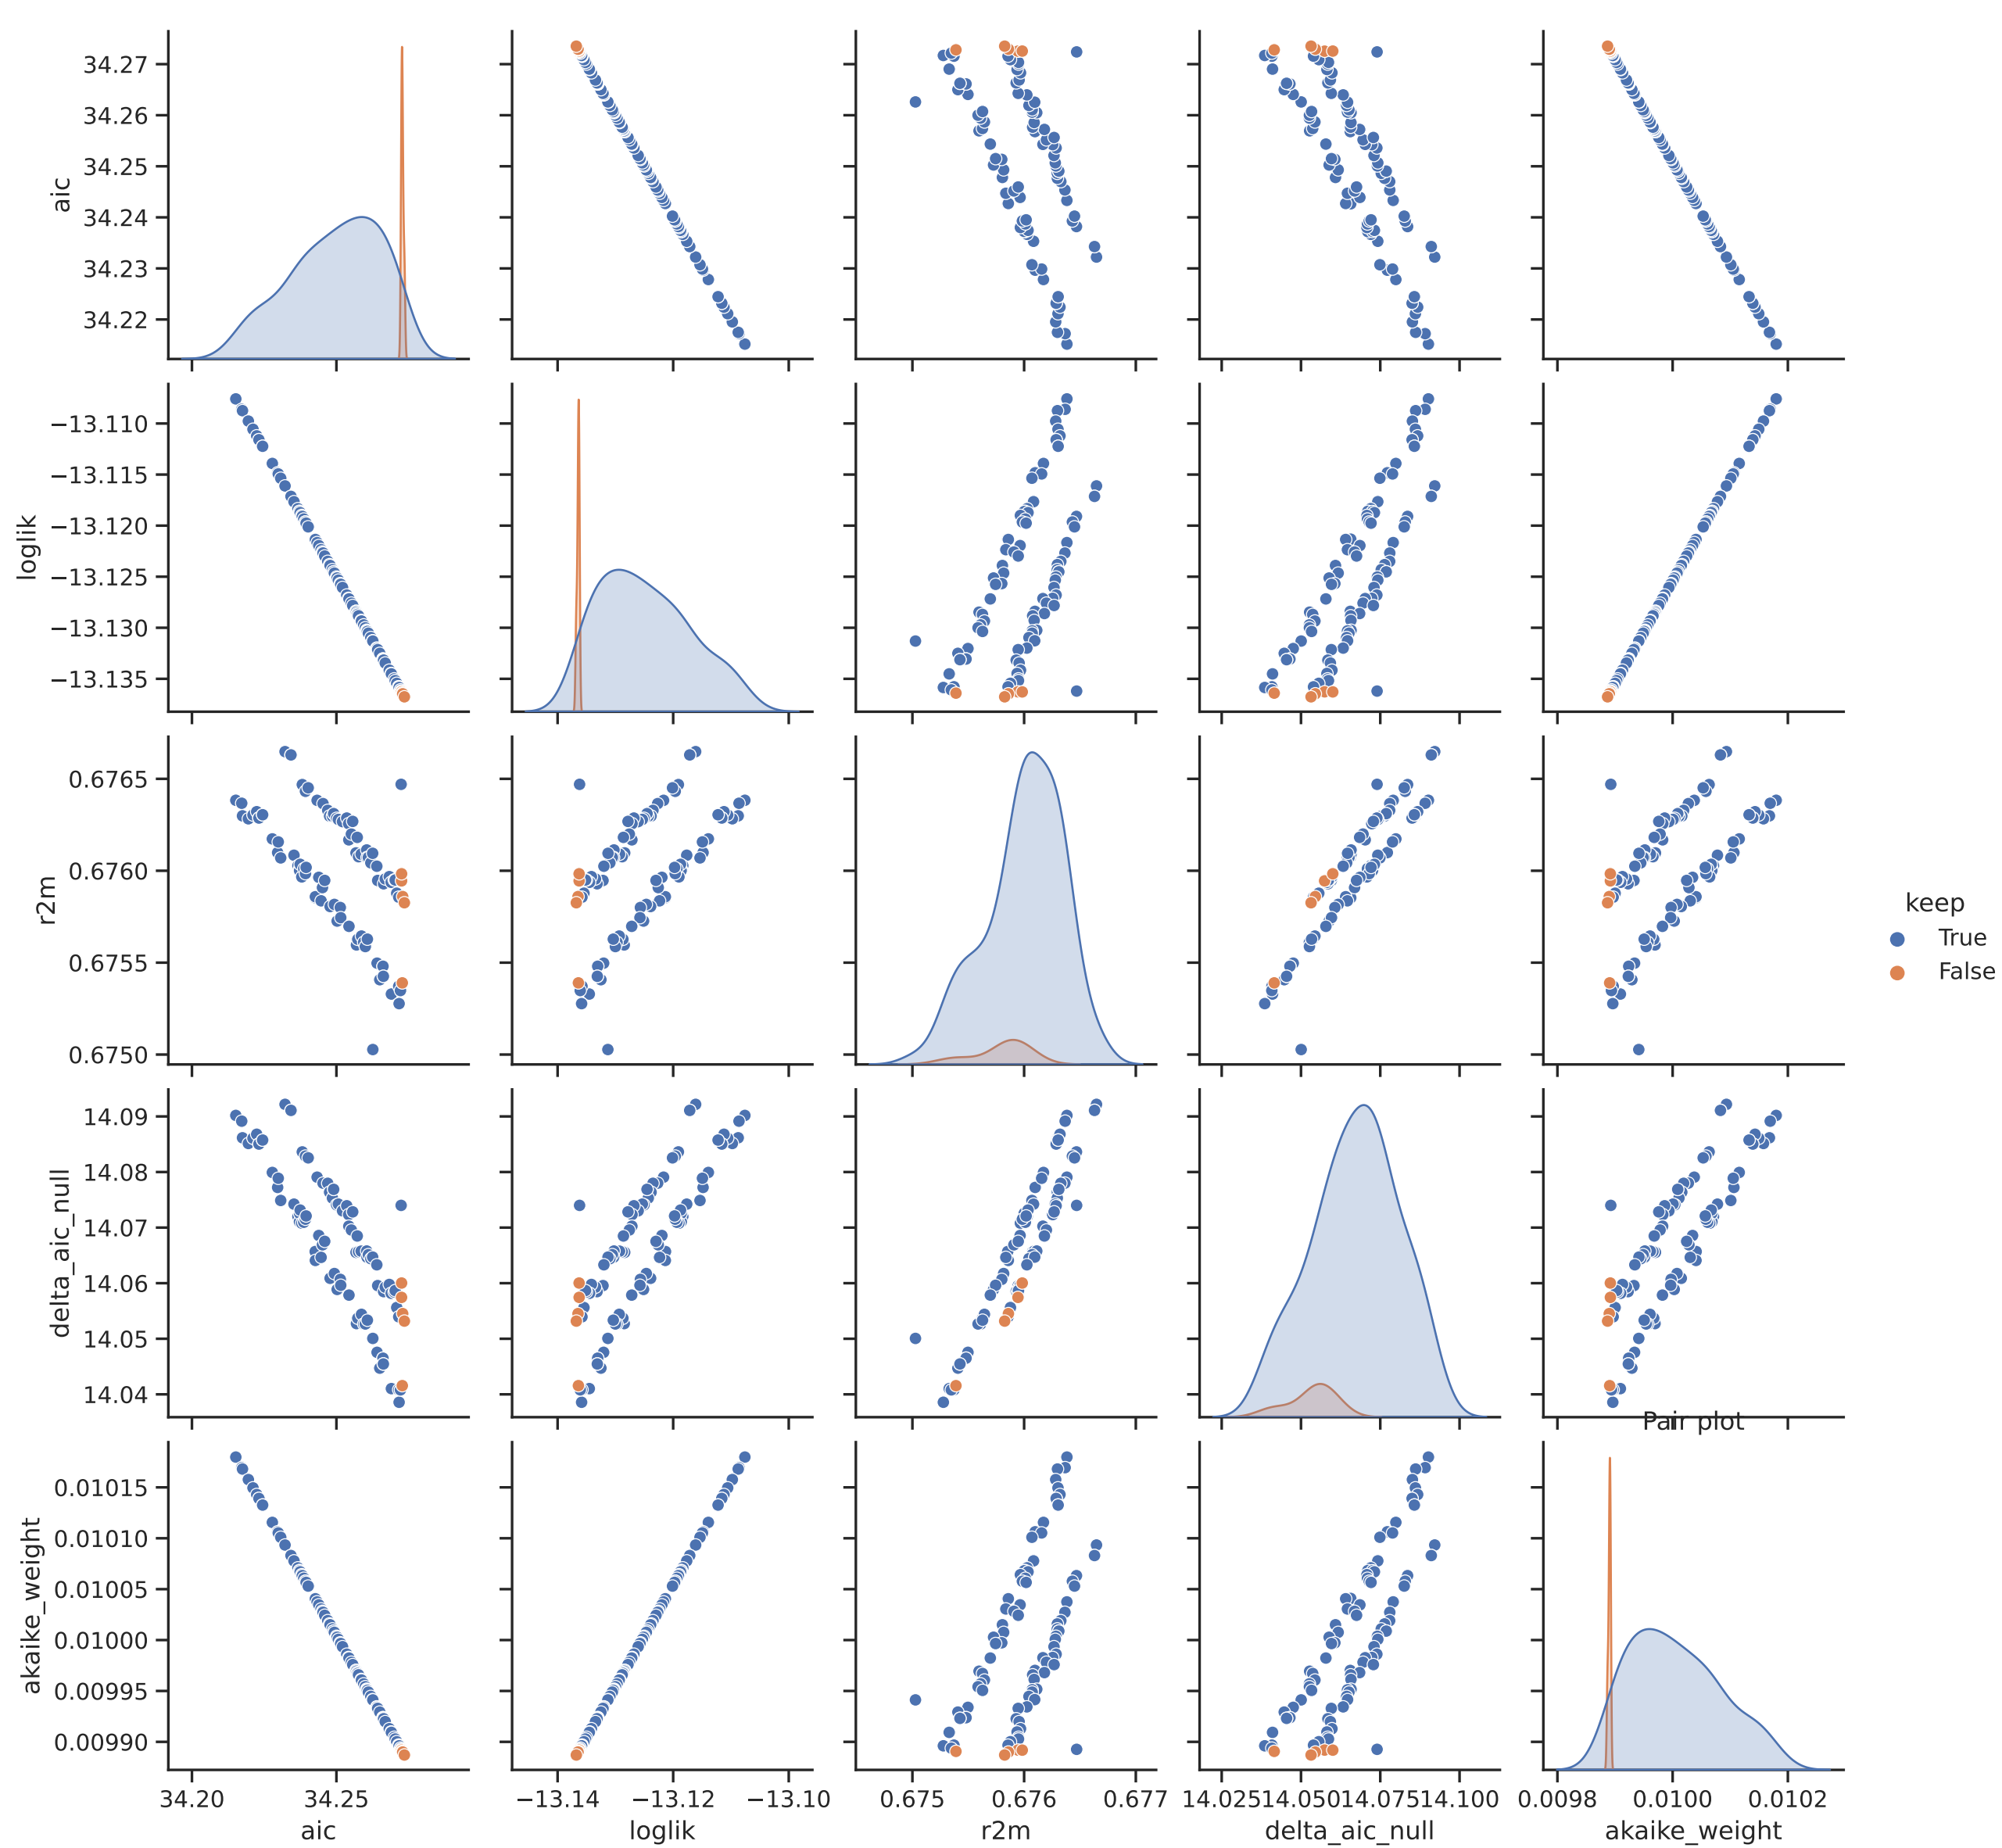 34.27
34.26
34.25
34.24
34.23
34.22
aic
−13.110
−13.115
−13.120
−13.125
−13.130
−13.135
loglik
0.6765
0.6760
0.6755
0.6750
r2m
keep
True
False
14.09
14.08
14.07
14.06
14.05
14.04
delta_aic_null
Pair plot
0.01015
0.01010
0.01005
0.01000
0.00995
0.00990
akaike_weight
34.20 34.25
−13.14 −13.12 −13.10
0.675 0.676 0.677
14.025 14.050 14.075 14.100
0.0098 0.0100 0.0102
aic loglik r2m delta_aic_null akaike_weight